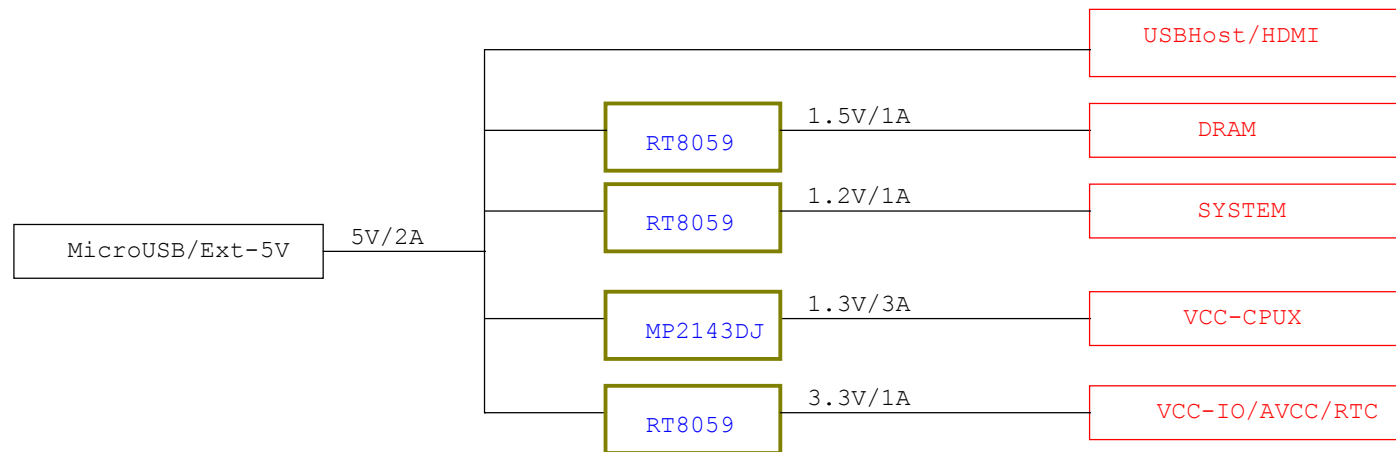 USBHost/HDMI
1.5V/1A
RT8059
DRAM
1.2V/1A
RT8059
SYSTEM
MicroUSB/Ext-5V
5V/2A
1.3V/3A
MP2143DJ
VCC-CPUX
3.3V/1A
RT8059
VCC-IO/AVCC/RTC